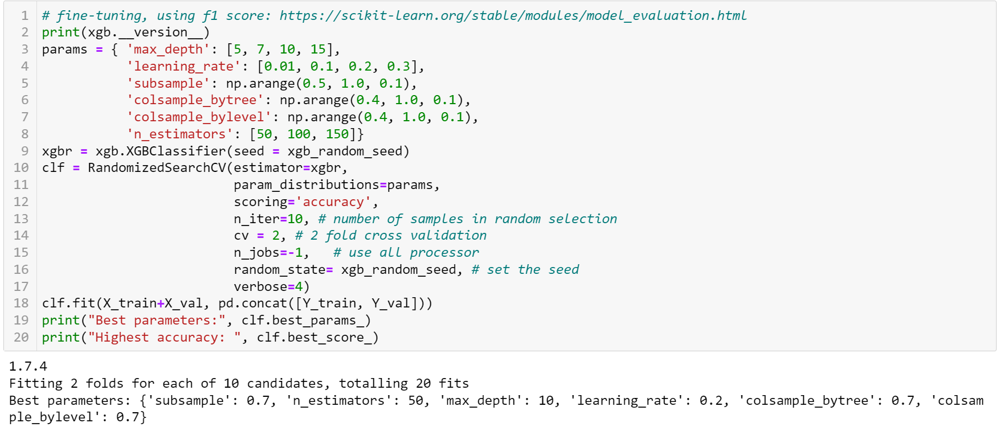 1 # fine-tuning, using f1 score: https://scikit-learn.org/stable/modules/model_evaluation.html
2 print(xgb.__version__)
3 params = { 'max_depth': [5, 7, 10, 15],
4            'learning_rate': [0.01, 0.1, 0.2, 0.3],
5            'subsample': np.arange(0.5, 1.0, 0.1),
6            'colsample_bytree': np.arange(0.4, 1.0, 0.1),
7            'colsample_bylevel': np.arange(0.4, 1.0, 0.1),
8            'n_estimators': [50, 100, 150]}
9 xgbr = xgb.XGBClassifier(seed = xgb_random_seed)
10 clf = RandomizedSearchCV(estimator=xgbr,
11                          param_distributions=params,
12                          scoring='accuracy',
13                          n_iter=10, # number of samples in random selection
14                          cv = 2, # 2 fold cross validation
15                          n_jobs=-1,   # use all processor
16                          random_state= xgb_random_seed, # set the seed
17                          verbose=4)
18 clf.fit(X_train+X_val, pd.concat([Y_train, Y_val]))
19 print("Best parameters:", clf.best_params_)
20 print("Highest accuracy: ", clf.best_score_)
1.7.4
Fitting 2 folds for each of 10 candidates, totalling 20 fits
Best parameters: {'subsample': 0.7, 'n_estimators': 50, 'max_depth': 10, 'learning_rate': 0.2, 'colsample_bytree': 0.7, 'colsam
ple_bylevel': 0.7}